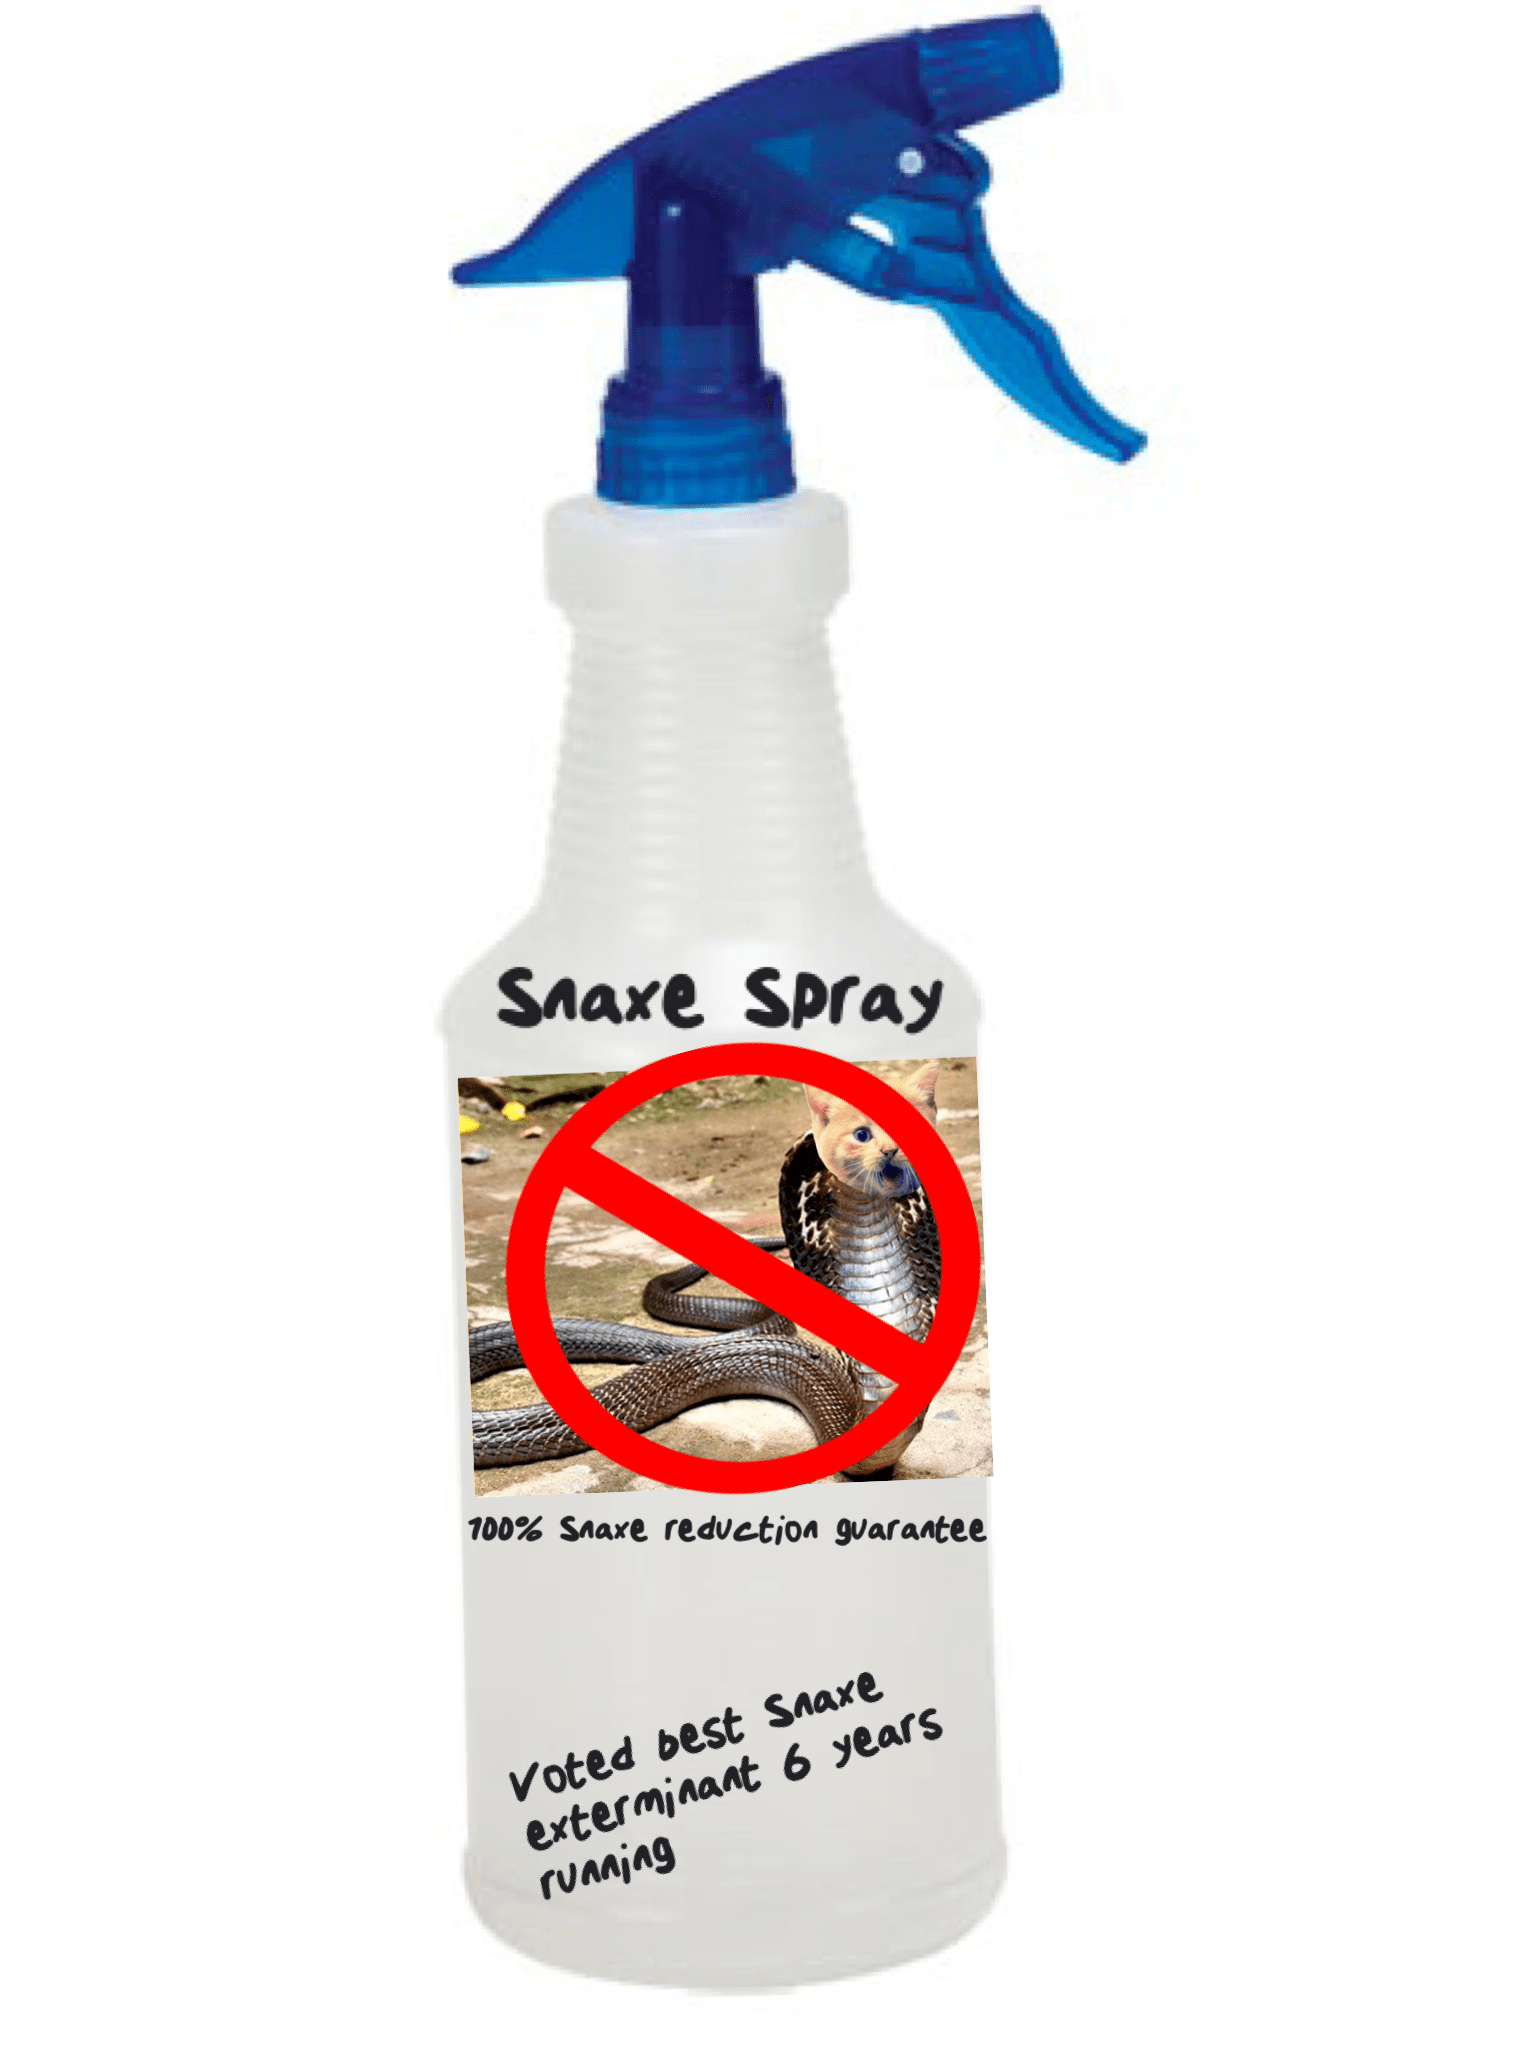 Snaxe Spray
100% Snaxe reduction guarantee
Voted best Snaxe
exterminant 6 years
running